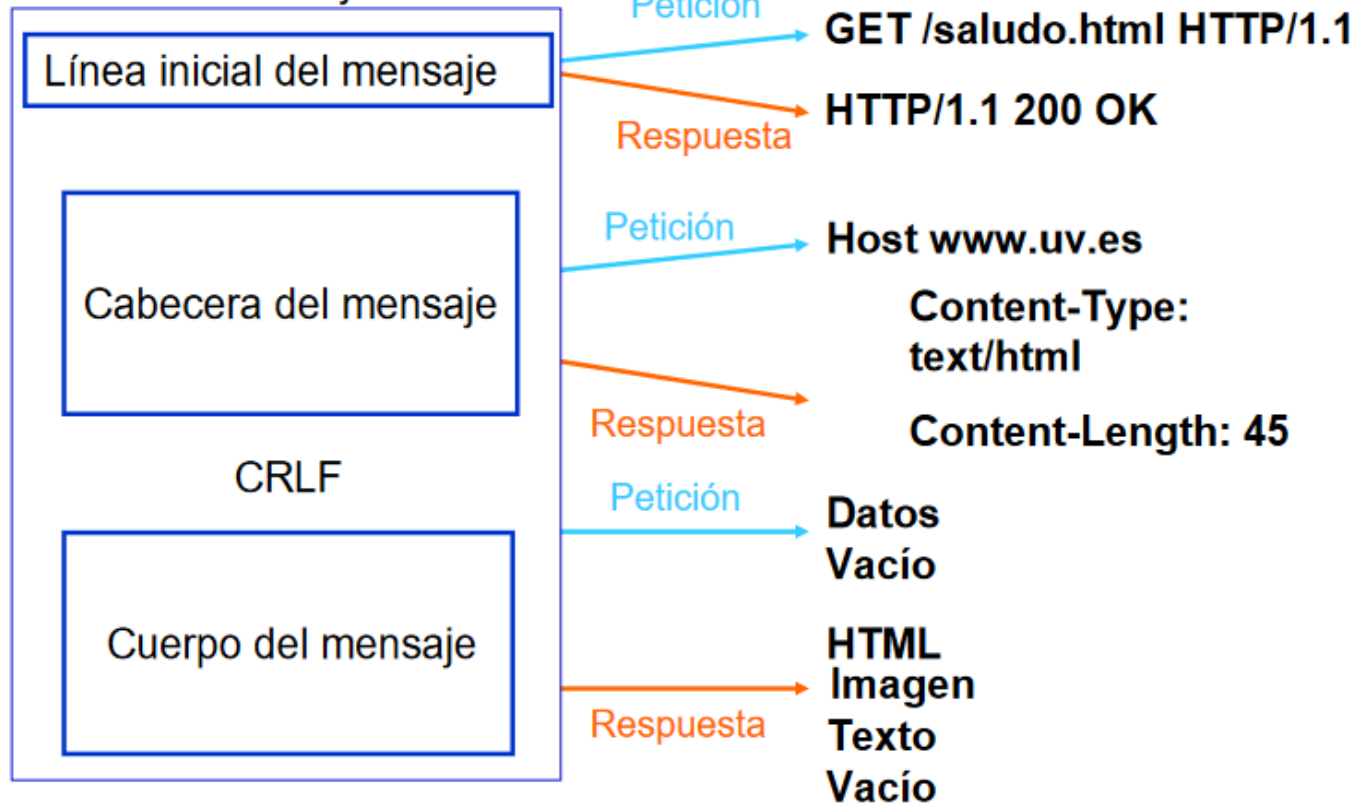 Petición
GET /saludo.html HTTP/1.1
Línea inicial del mensaje
HTTP/1.1 200 OK
Respuesta
Petición
Host www.uv.es
Cabecera del mensaje
Content-Type:
text/html
Respuesta
Content-Length: 45
CRLF
Petición
Datos
Vacío
Cuerpo del mensaje
HTML
Imagen
Respuesta
Texto
Vacío